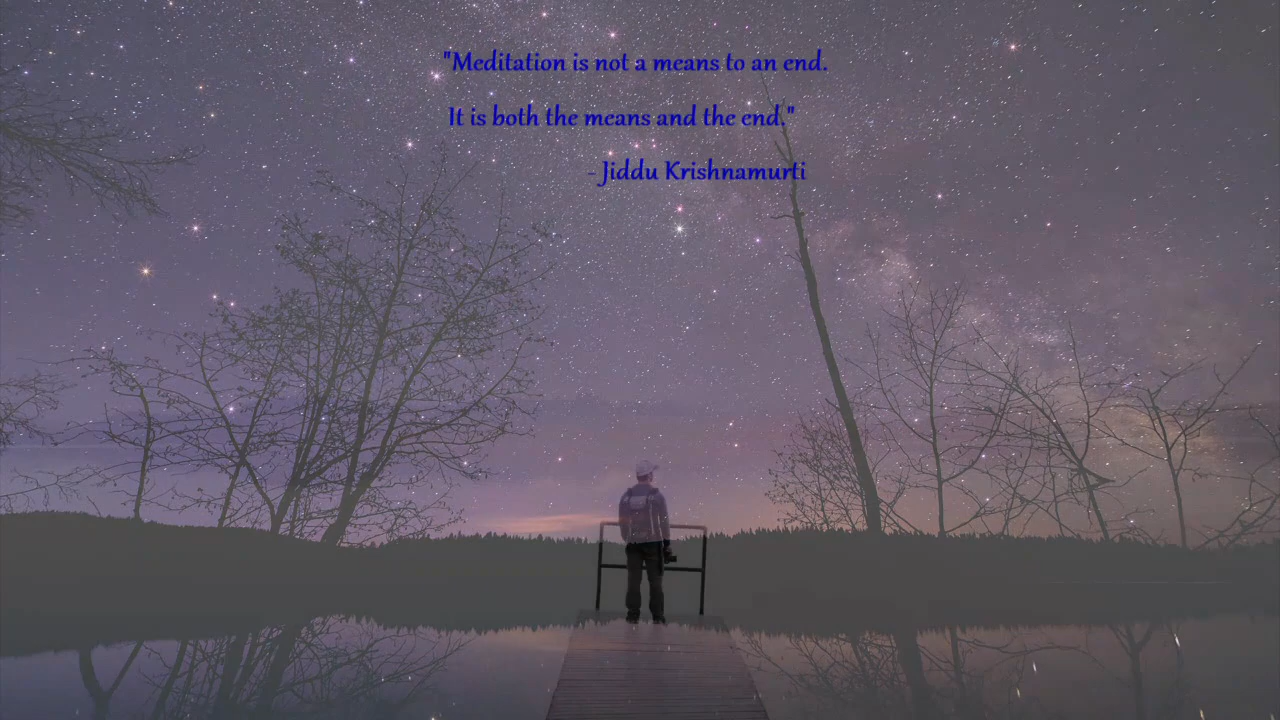 "Meditation is not a means to an end.
It is both the means and the end."
- Jiddu Krishnamurti